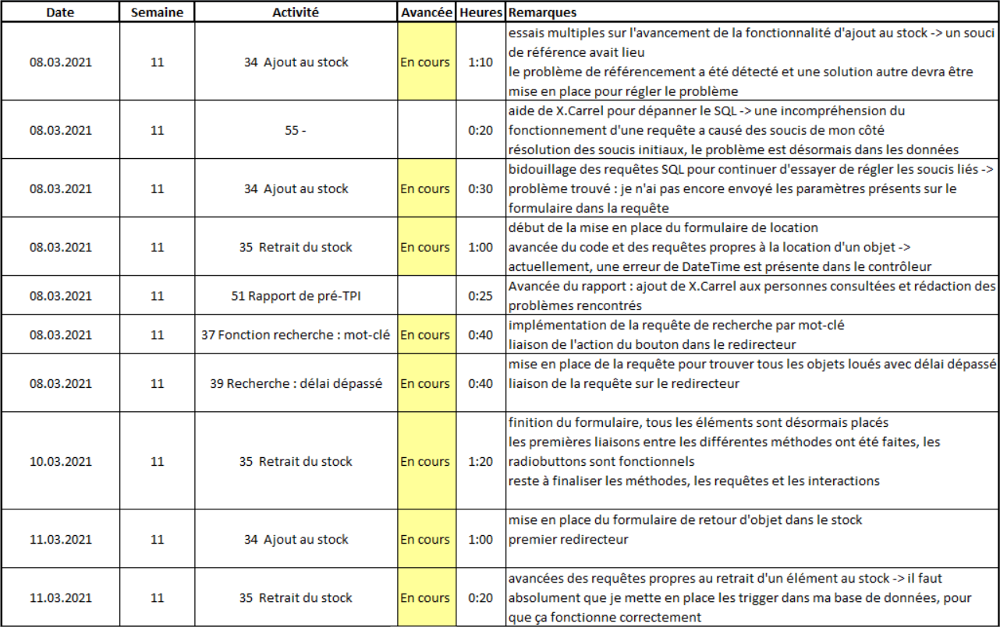 Date Semaine Activité Avancée Heures Remarques
08.03.2021 11 34 Ajout au stock En cours 1:10 essais multiples sur l'avancement de la fonctionnalité d'ajout au stock -> un souci
de référence avait lieu
le problème de référencement a été détecté et une solution autre devra être
mise en place pour régler le problème
08.03.2021 11 55 - 0:20 aide de X.Carrel pour dépanner le SQL -> une incompréhension du
fonctionnement d'une requête a causé des soucis de mon côté
résolution des soucis initiaux, le problème est désormais dans les données
08.03.2021 11 34 Ajout au stock En cours 0:30 bidouillage des requêtes SQL pour continuer d'essayer de régler les soucis liés ->
problème trouvé : je n'ai pas encore envoyé les paramètres présents sur le
formulaire dans la requête
08.03.2021 11 35 Retrait du stock En cours 1:00 début de la mise en place du formulaire de location
avancée du code et des requêtes propres à la location d'un objet ->
actuellement, une erreur de DateTime est présente dans le contrôleur
08.03.2021 11 51 Rapport de pré-TPI 0:25 Avancée du rapport : ajout de X.Carrel aux personnes consultées et rédaction des
problèmes rencontrés
08.03.2021 11 37 Fonction recherche : mot-clé En cours 0:40 implémentation de la requête de recherche par mot-clé
liaison de l'action du bouton dans le redirecteur
08.03.2021 11 39 Recherche : délai dépassé En cours 0:40 mise en place de la requête pour trouver tous les objets loués avec délai dépassé
liaison de la requête sur le redirecteur
10.03.2021 11 35 Retrait du stock En cours 1:20 finition du formulaire, tous les éléments sont désormais placés
les premières liaisons entre les différentes méthodes ont été faites, les
radiobuttons sont fonctionnels
reste à finaliser les méthodes, les requêtes et les interactions
11.03.2021 11 34 Ajout au stock En cours 1:00 mise en place du formulaire de retour d'objet dans le stock
premier redirecteur
11.03.2021 11 35 Retrait du stock En cours 0:20 avancées des requêtes propres au retrait d'un élément au stock -> il faut
absolument que je mette en place les trigger dans ma base de données, pour
que ça fonctionne correctement